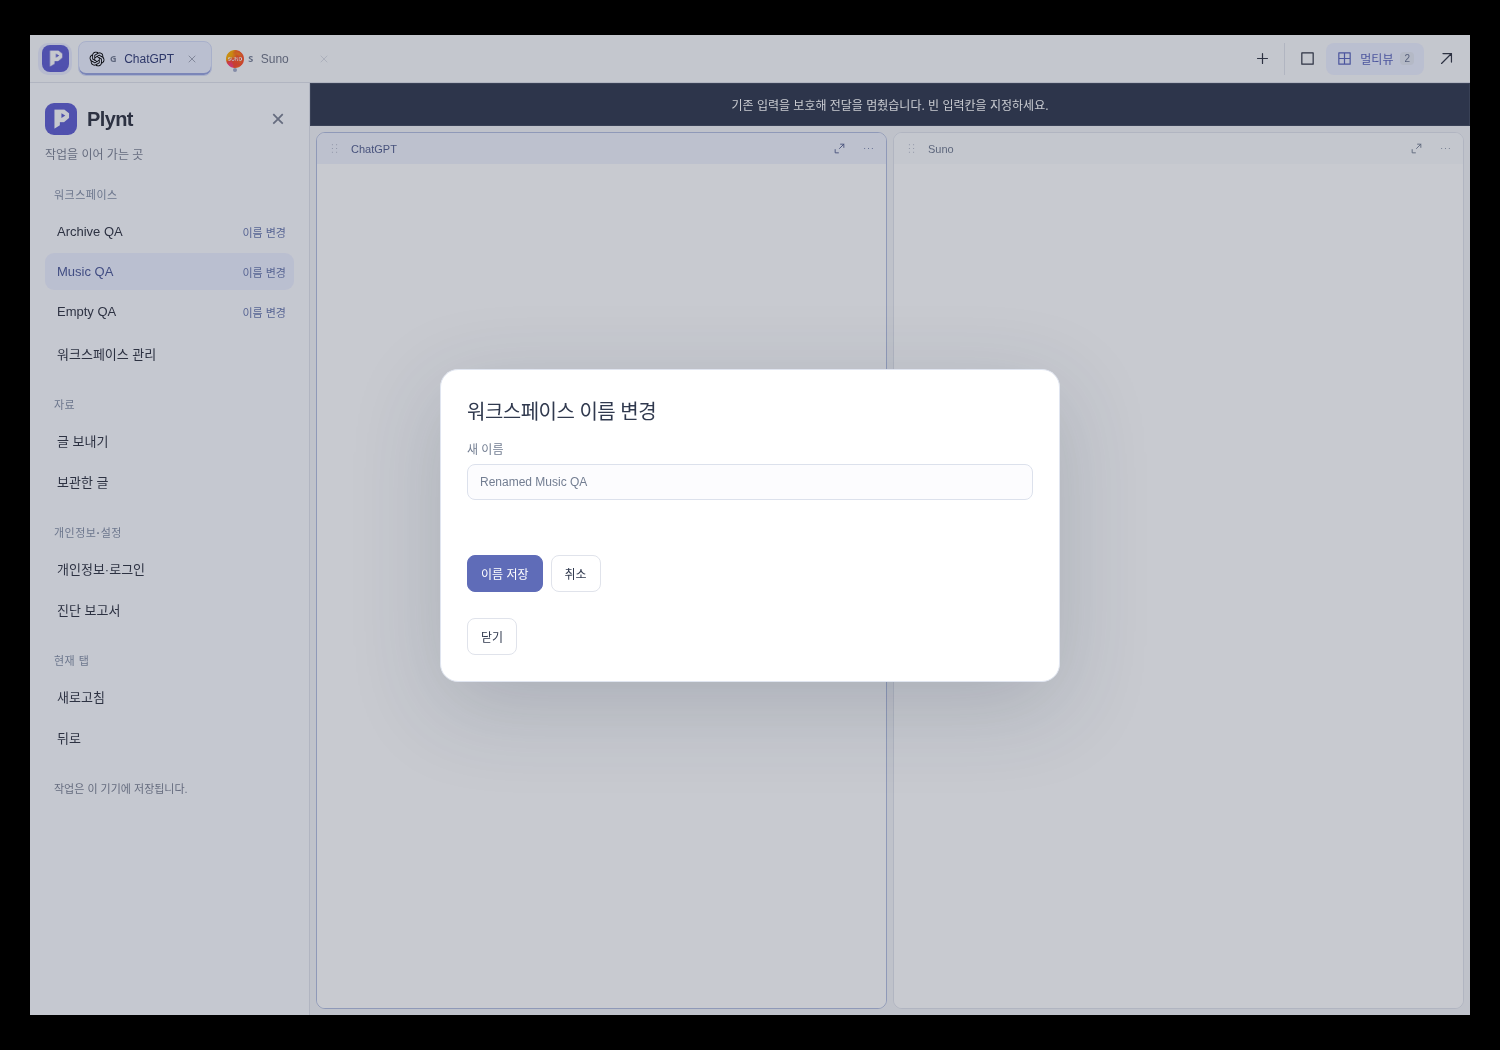 G ChatGPT
SUNO S Suno
멀티뷰 2
Plynt
작업을 이어 가는 곳
워크스페이스
Archive QA 이름 변경
Music QA 이름 변경
Empty QA 이름 변경
워크스페이스 관리
자료
글 보내기
보관한 글
개인정보·설정
개인정보·로그인
진단 보고서
현재 탭
새로고침
뒤로
작업은 이 기기에 저장됩니다.
기존 입력을 보호해 전달을 멈췄습니다. 빈 입력칸을 지정하세요.
ChatGPT
Suno
워크스페이스 이름 변경
새 이름
Renamed Music QA
이름 저장 취소
닫기